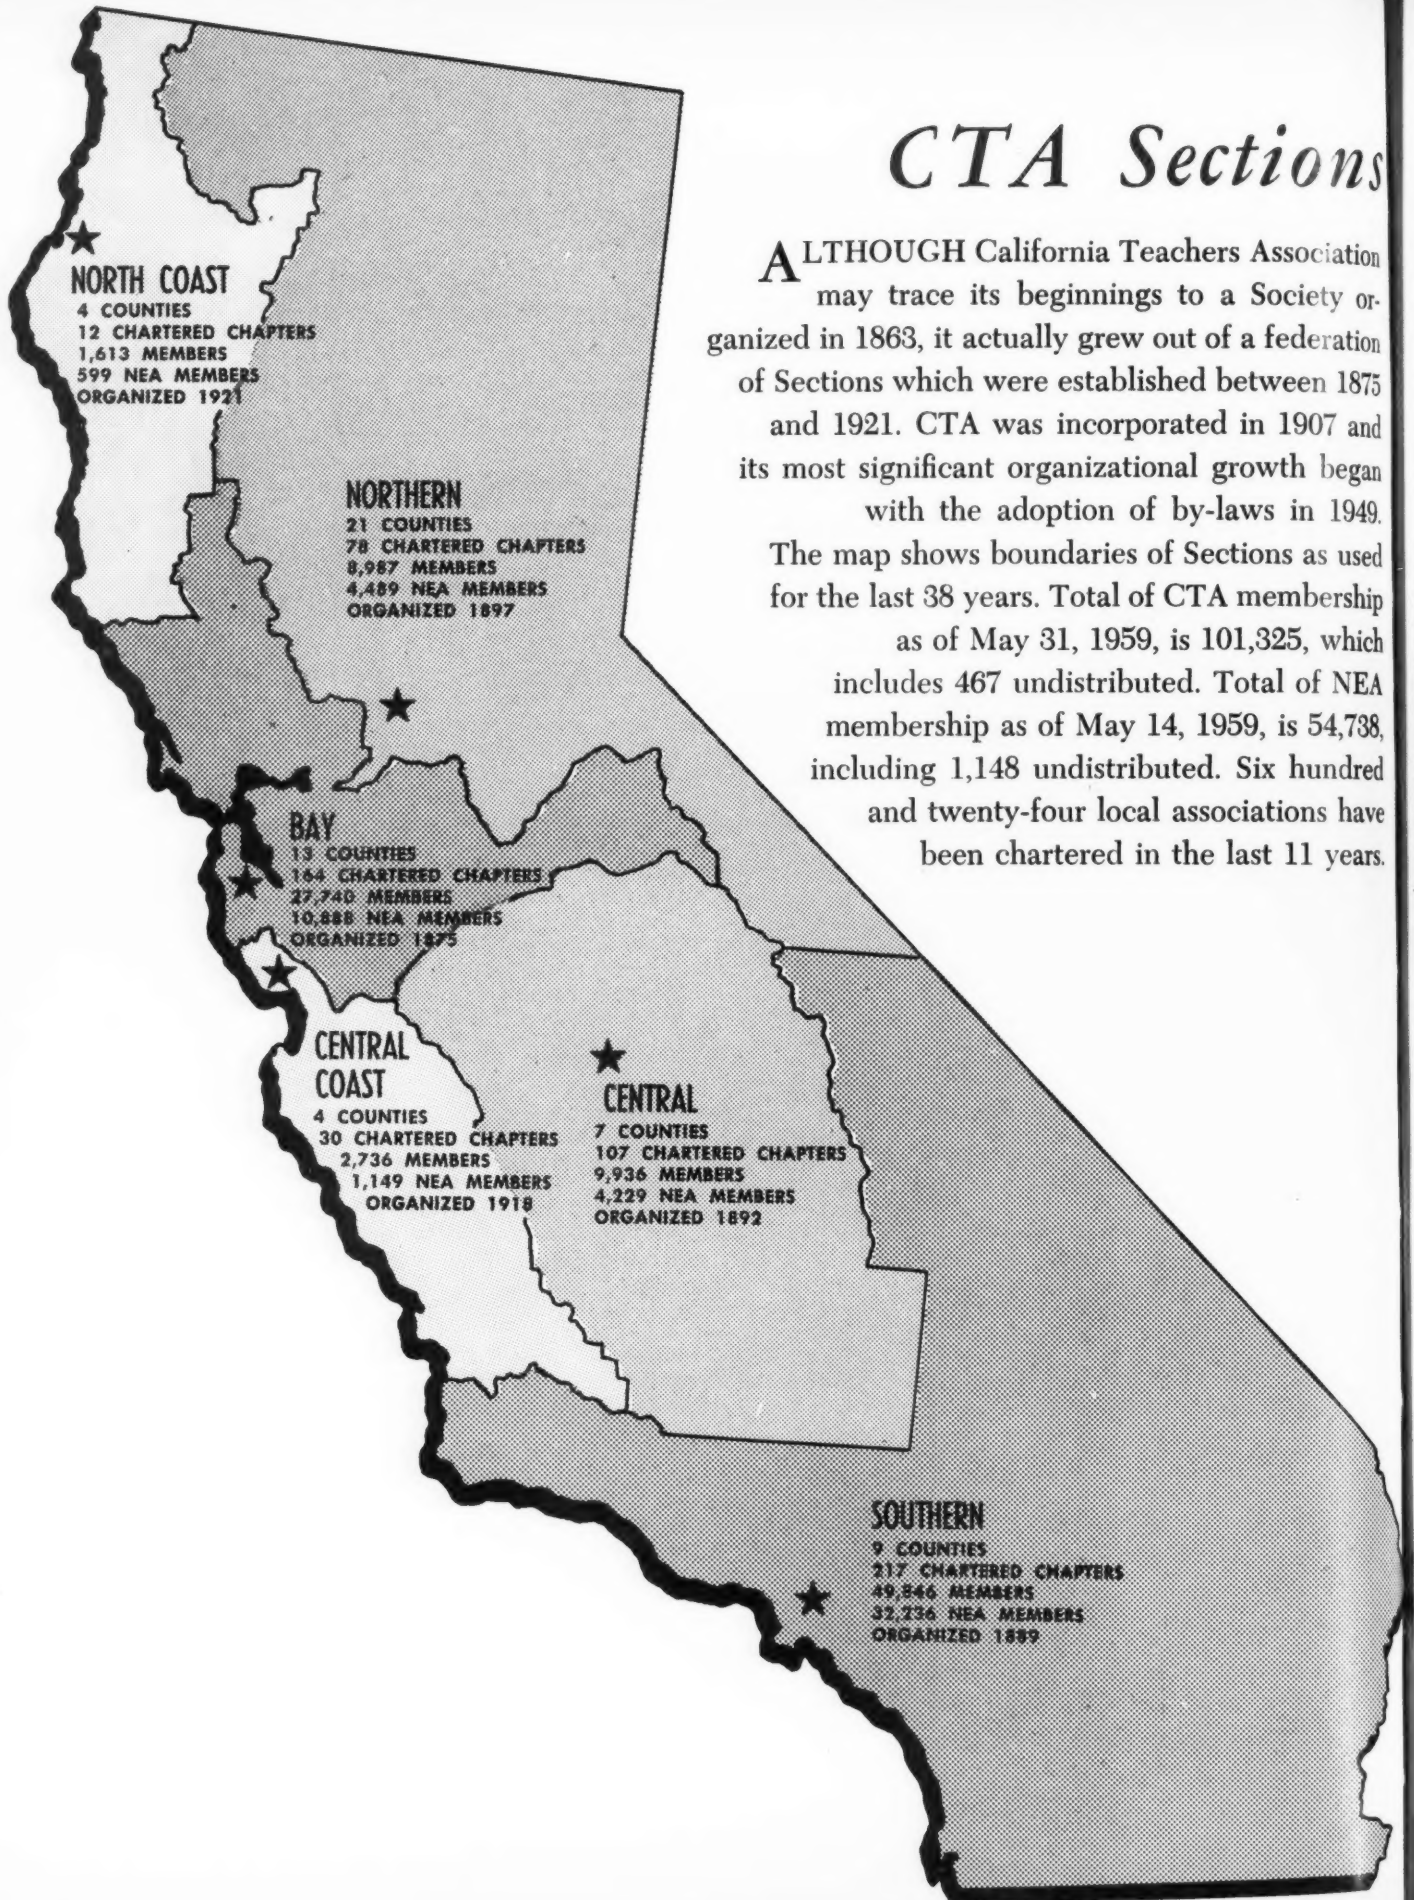 CTA Sections
ALTHOUGH California Teachers Association
may trace its beginnings to a Society or-
ganized in 1863, it actually grew out of a federation
of Sections which were established between 1875
and 1921. CTA was incorporated in 1907 and
its most significant organizational growth began
with the adoption of by-laws in 1949.
The map shows boundaries of Sections as used
for the last 38 years. Total of CTA membership
as of May 31, 1959, is 101,325, which
includes 467 undistributed. Total of NEA
membership as of May 14, 1959, is 54,738,
including 1,148 undistributed. Six hundred
and twenty-four local associations have
been chartered in the last 11 years.
NORTH COAST
4 COUNTIES
12 CHARTERED CHAPTERS
1,613 MEMBERS
599 NEA MEMBERS
ORGANIZED 1921
NORTHERN
21 COUNTIES
78 CHARTERED CHAPTERS
8,987 MEMBERS
4,489 NEA MEMBERS
ORGANIZED 1897
BAY
13 COUNTIES
164 CHARTERED CHAPTERS
27,740 MEMBERS
10,888 NEA MEMBERS
ORGANIZED 1875
CENTRAL
COAST
4 COUNTIES
30 CHARTERED CHAPTERS
2,736 MEMBERS
1,149 NEA MEMBERS
ORGANIZED 1918
CENTRAL
7 COUNTIES
107 CHARTERED CHAPTERS
9,936 MEMBERS
4,229 NEA MEMBERS
ORGANIZED 1892
SOUTHERN
9 COUNTIES
217 CHARTERED CHAPTERS
49,846 MEMBERS
32,236 NEA MEMBERS
ORGANIZED 1889